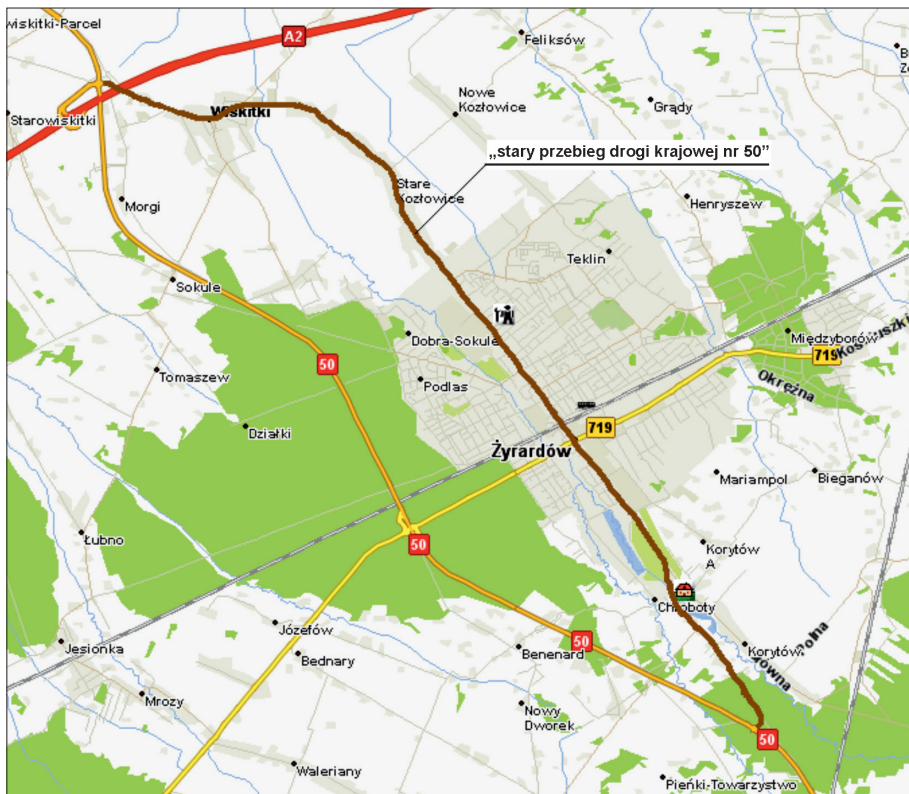 wiskitki-Parcel
A2
Feliksów
Starowiskitki
Wiskitki
Nowe
Kozłowice
Grądy
„stary przebieg drogi krajowej nr 50”
Stare
Kozłowice
Morgi
Henryszew
Teklin
Sokule
Dobra-Sokule
Międzyborów
719
50
Podlas
Okrężna
Tomaszew
Działki
719
Żyrardów
Mariampol
Bieganów
Łubno
50
Korytów
A
Józefów
Jesionka
Bednary
Benenard
50
Korytów
Polna
Mrozy
Nowy
Dworek
50
Waleriany
Pieńki-Towarzystwo